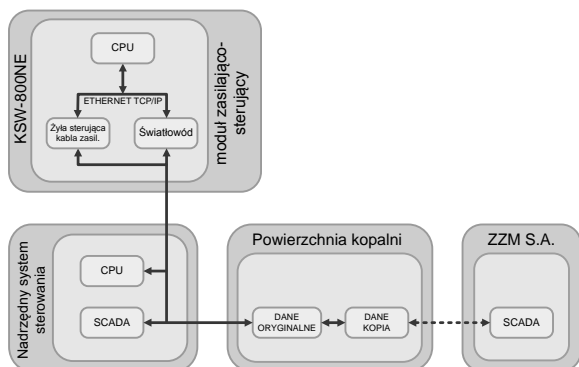 KSW-800NE
CPU
ETHERNET TCP/IP
Żyła sterująca
kabla zasil.
Światłowód
moduł zasilająco-
sterujący
Nadrzędny system
sterowania
CPU
SCADA
Powierzchnia kopalni
DANE
ORYGINALNE
DANE
KOPIA
ZZM S.A.
SCADA